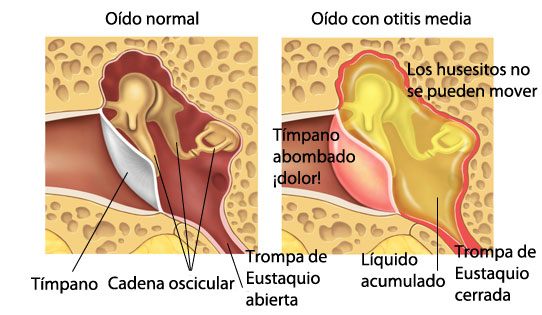 Oído normal
Tímpano
Cadena oscicular
Trompa de
Eustaquio
abierta
Oído con otitis media
Los husesitos no
se pueden mover
Tímpano
abombado
¡dolor!
Líquido
acumulado
Trompa de
Eustaquio
cerrada